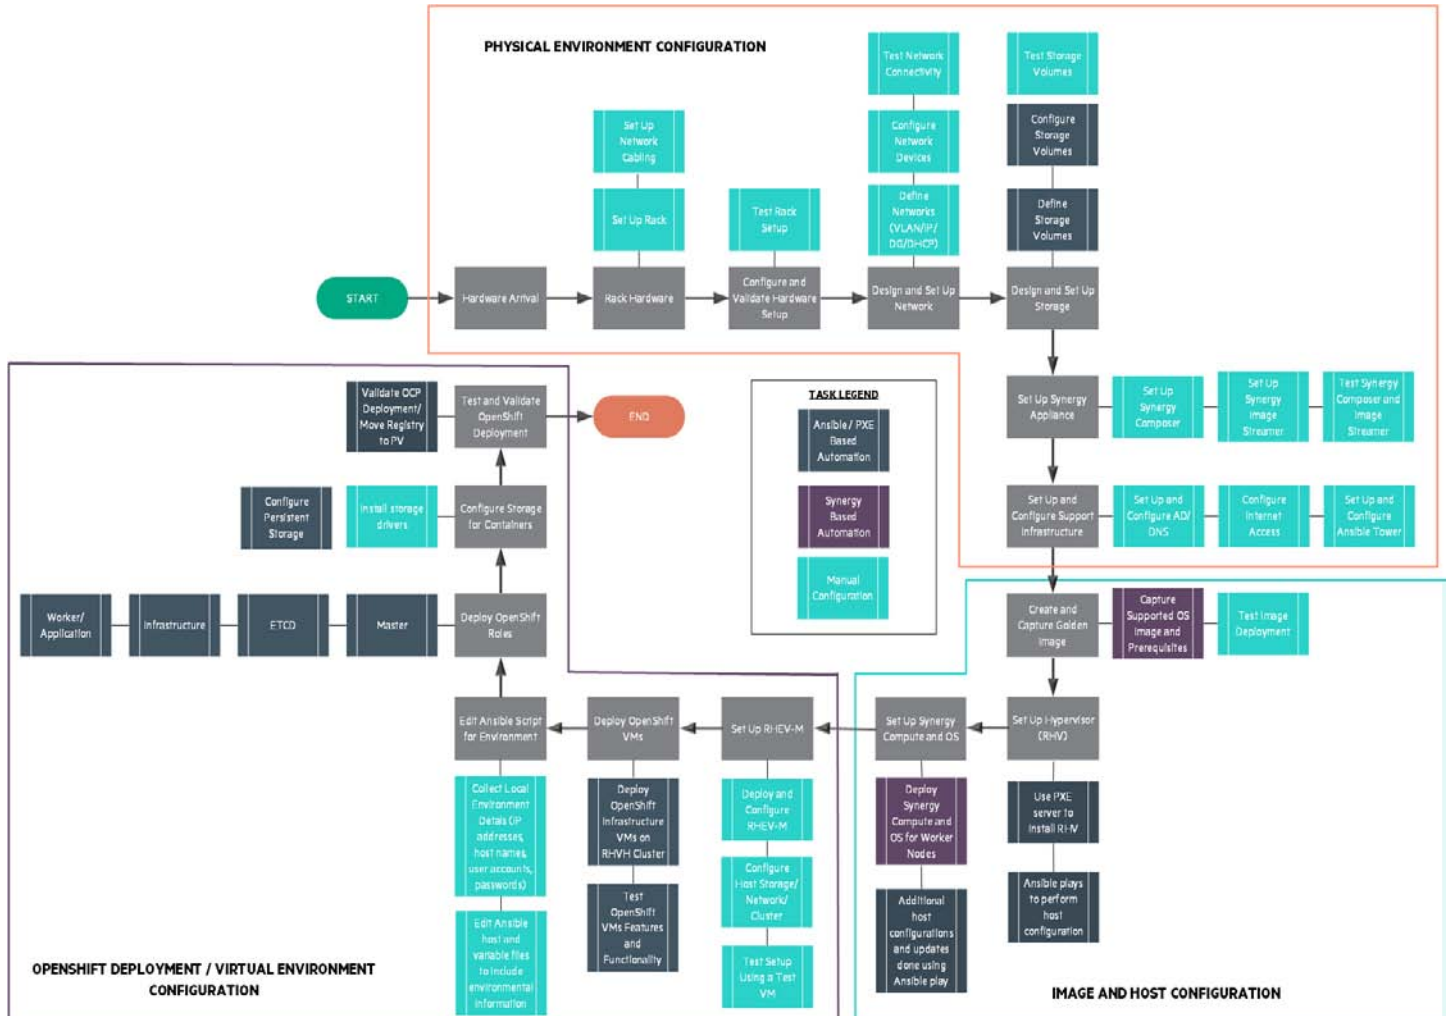 PHYSICAL ENVIRONMENT CONFIGURATION
Test Network
Connectivity
Test Storage
Volumes
Set Up
Network
Cabling
Configure
Network
Devices
Configure
Storage
Volumes
Set Up Rack
Test Rack
Setup
Define
Networks
(VLAN/IP/
DG/DHCP)
Define
Storage
Volumes
START
Hardware Arrival
Rack Hardware
Configure and
Validate Hardware
Setup
Design and Set Up
Network
Design and Set Up
Storage
Set Up Synergy
Appliance
Set Up
Synergy
Composer
Set Up
Synergy
Image
Streamer
Test Synergy
Composer and
Image
Streamer
Set Up and
Configure Support
Infrastructure
Set Up and
Configure AD/
DNS
Configure
Internet
Access
Set Up and
Configure
Ansible Tower
TASK LEGEND
Ansible / PXE
Based
Automation
Synergy
Based
Automation
Manual
Configuration
Validate OCP
Deployment/
Move Registry
to PV
Test and Validate
OpenShift
Deployment
END
Configure
Persistent
Storage
Install storage
drivers
Configure Storage
for Containers
Worker/
Application
Infrastructure
ETCD
Master
Deploy OpenShift
Roles
Create and
Capture Golden
Image
Capture
Supported OS
Image and
Prerequisites
Test Image
Deployment
Edit Ansible Script
for Environment
Deploy OpenShift
VMs
Set Up RHEV-M
Set Up Synergy
Compute and OS
Set Up Hypervisor
(RHV)
Collect Local
Environment
Details (IP
addresses,
host names,
user accounts,
passwords)
Edit Ansible
host and
variable files
to include
environmental
information
Deploy
OpenShift
Infrastructure
VMs on
RHVH Cluster
Test
OpenShift
VMs Features
and
Functionality
Deploy and
Configure
RHEV-M
Configure
Host Storage/
Network/
Cluster
Test Setup
Using a Test
VM
Deploy
Synergy
Compute and
OS for Worker
Nodes
Additional
host
configurations
and updates
done using
Ansible play
Use PXE
server to
Install RHV
Ansible plays
to perform
host
configuration
OPENSHIFT DEPLOYMENT / VIRTUAL ENVIRONMENT
CONFIGURATION
IMAGE AND HOST CONFIGURATION